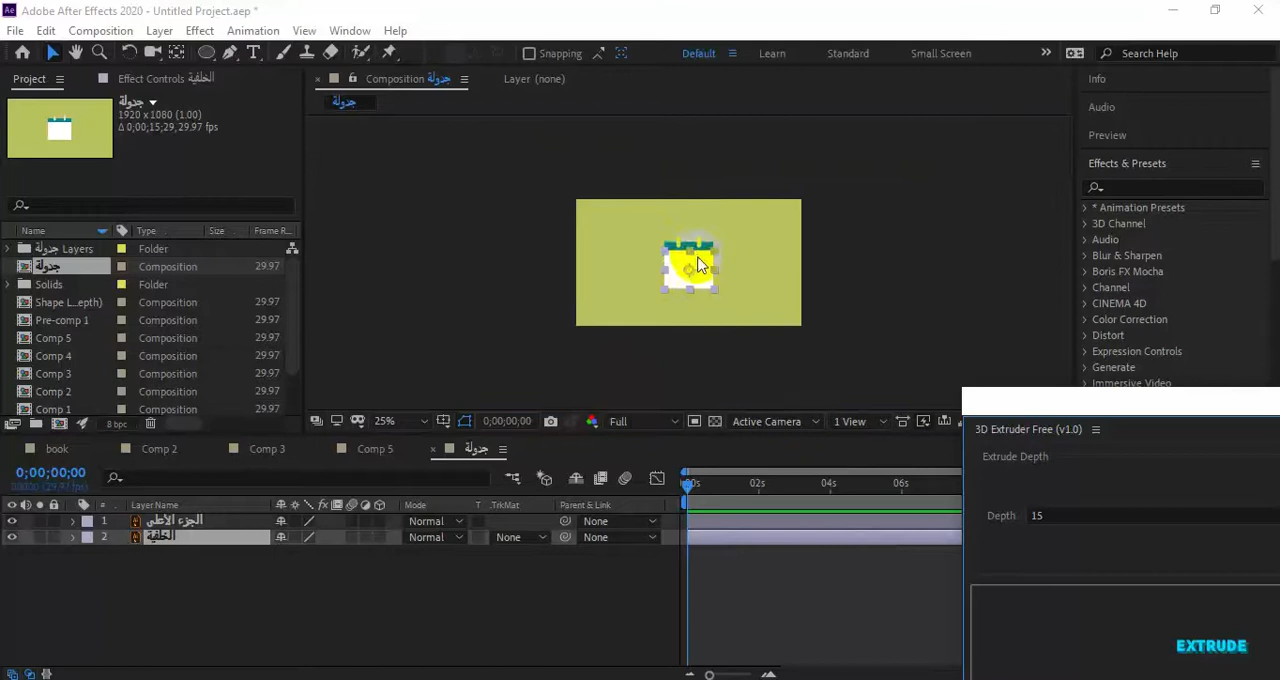 Adobe After Effects 2020 - Untitled Project.aep *
File Edit Composition Layer Effect Animation View Window Help
Snapping Default Learn Standard Small Screen Search Help
Project Effect Controls الخلفية Composition جدولة Layer (none) Info
جدولة جدولة
1920 x 1080 (1.00)
Δ 0;00;15;29, 29.97 fps
Audio
Preview
Effects & Presets
Name Type Size Frame R...
* Animation Presets
جدولة Layers Folder
3D Channel
جدولة Composition 29.97
Audio
Solids Folder
Blur & Sharpen
Shape L...epth) Composition 29.97
Boris FX Mocha
Pre-comp 1 Composition 29.97
Channel
Comp 5 Composition 29.97
CINEMA 4D
Comp 4 Composition 29.97
Color Correction
Comp 3 Composition 29.97
Distort
Comp 2 Composition 29.97
Expression Controls
Comp 1 Composition 29.97
Generate
Immersive Video
8 bpc 25% 0;00;00;00 Full Active Camera 1 View
3D Extruder Free (v1.0)
book Comp 2 Comp 3 Comp 5 جدولة
Extrude Depth
0;00;00;00
00000 (29.97 fps)
:00s 02s 04s 06s
# Layer Name Mode T .TrkMat Parent & Link
Depth: 15
1 الجزء الأعلى Normal None
2 الخلفية Normal None None
EXTRUDE